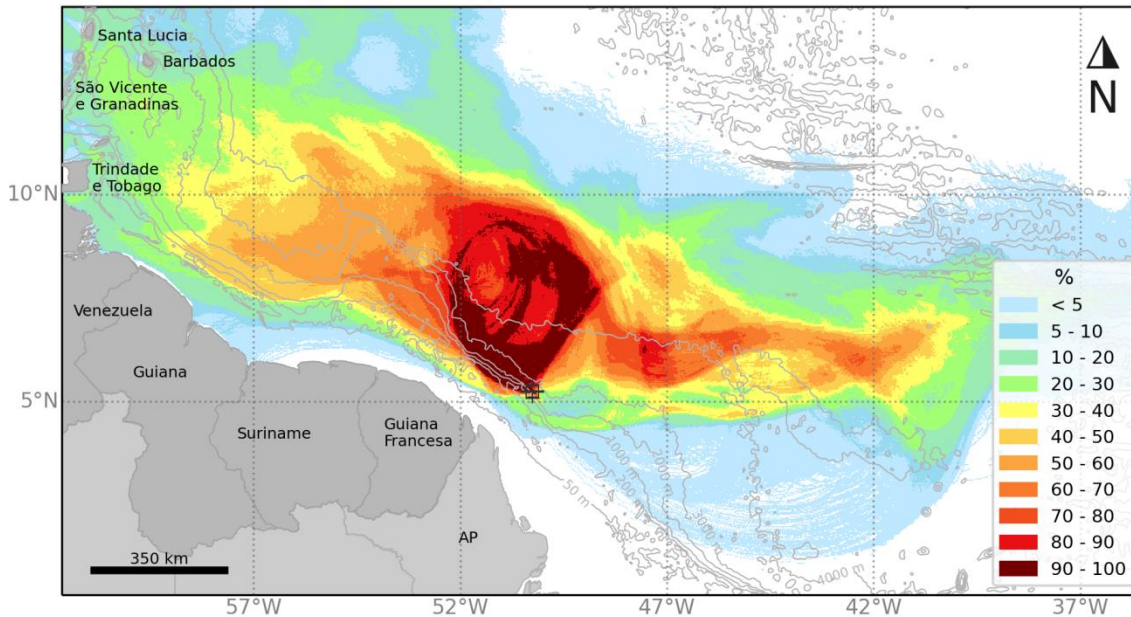 Santa Lucia
Barbados
São Vicente
e Granadinas
Trindade
e Tobago
N
10°N
5°N
Venezuela
Guiana
Suriname
Guiana
Francesa
AP
350 km
50 m
4000 m
%
< 5
5 - 10
10 - 20
20 - 30
30 - 40
40 - 50
50 - 60
60 - 70
70 - 80
80 - 90
90 - 100
57°W
52°W
47°W
42°W
37°W